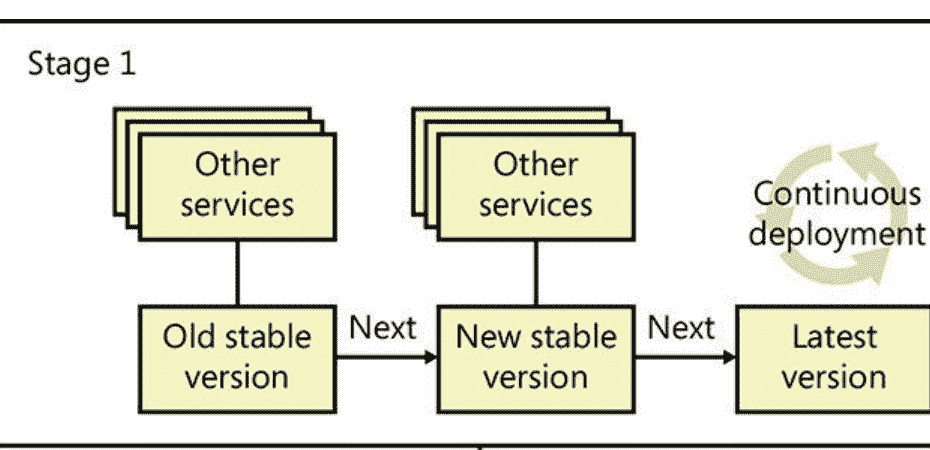 Stage 1
Other
services
Other
services
Continuous
deployment
Old stable
version
Next
New stable
version
Next
Latest
version